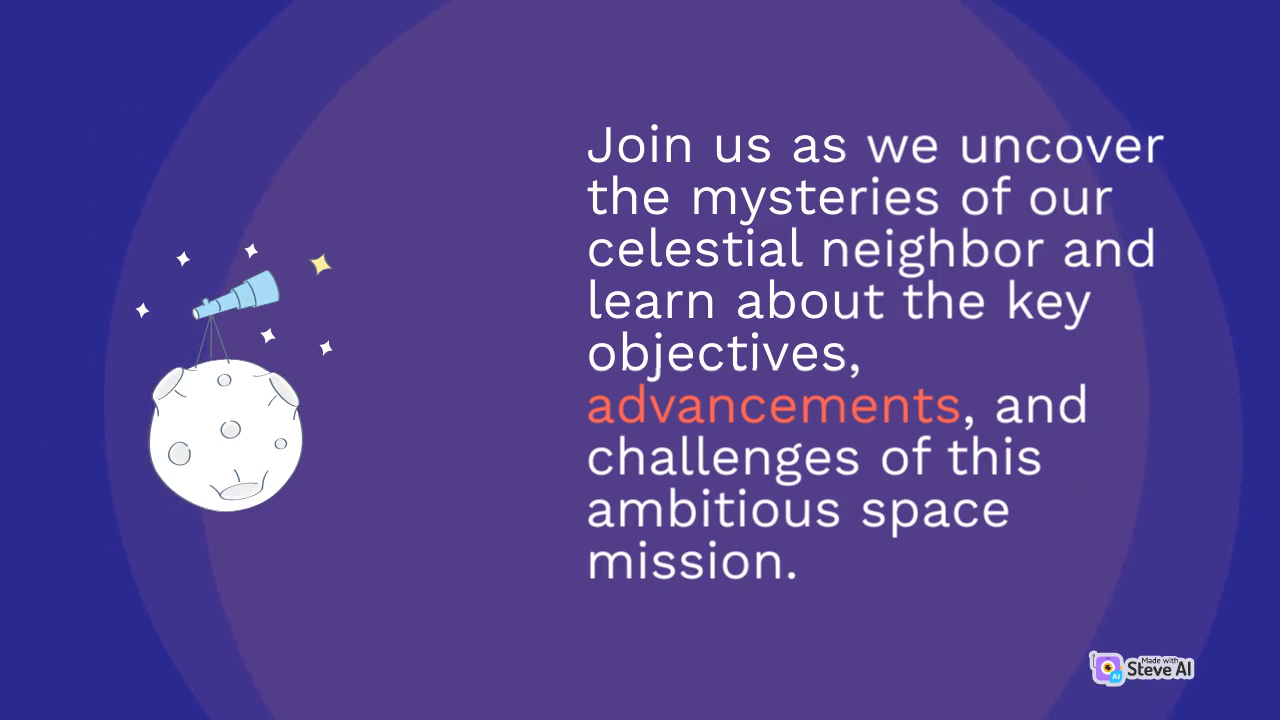 Join us as we uncover
the mysteries of our
celestial neighbor and
learn about the key
objectives,
advancements, and
challenges of this
ambitious space
mission.
Made with
Steve AI
AI